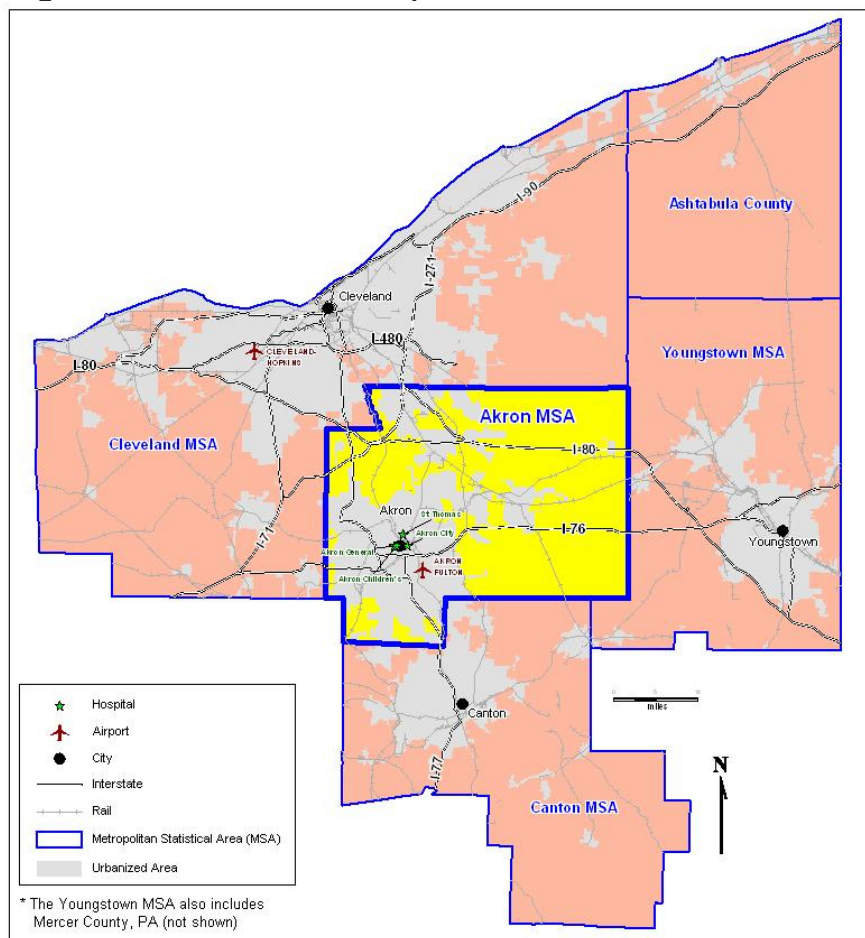 I-90
Ashtabula County
I-271
Cleveland
I-480
CLEVELAND-
HOPKINS
I-80
Youngstown MSA
Akron MSA
Cleveland MSA
I-80
Akron
St Thomas
Akron City
I-76
I-71
Akron General
Youngstown
AKRON
FULTON
Akron Children's
miles
Canton
I-77
N
Canton MSA
Hospital
Airport
City
Interstate
Rail
Metropolitan Statistical Area (MSA)
Urbanized Area
* The Youngstown MSA also includes
Mercer County, PA (not shown)